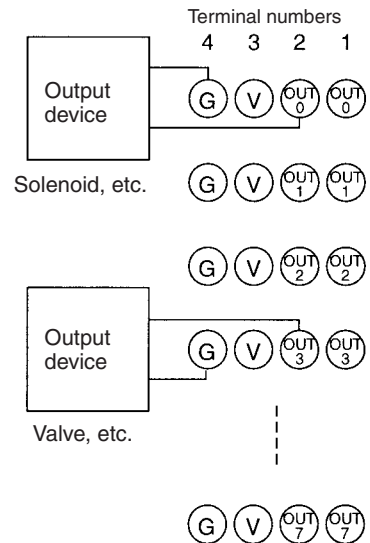 Terminal numbers
4 3 2 1
Output
device
G V OUT 0 OUT 0
Solenoid, etc.
G V OUT 1 OUT 1
G V OUT 2 OUT 2
Output
device
G V OUT 3 OUT 3
Valve, etc.
G V OUT 7 OUT 7